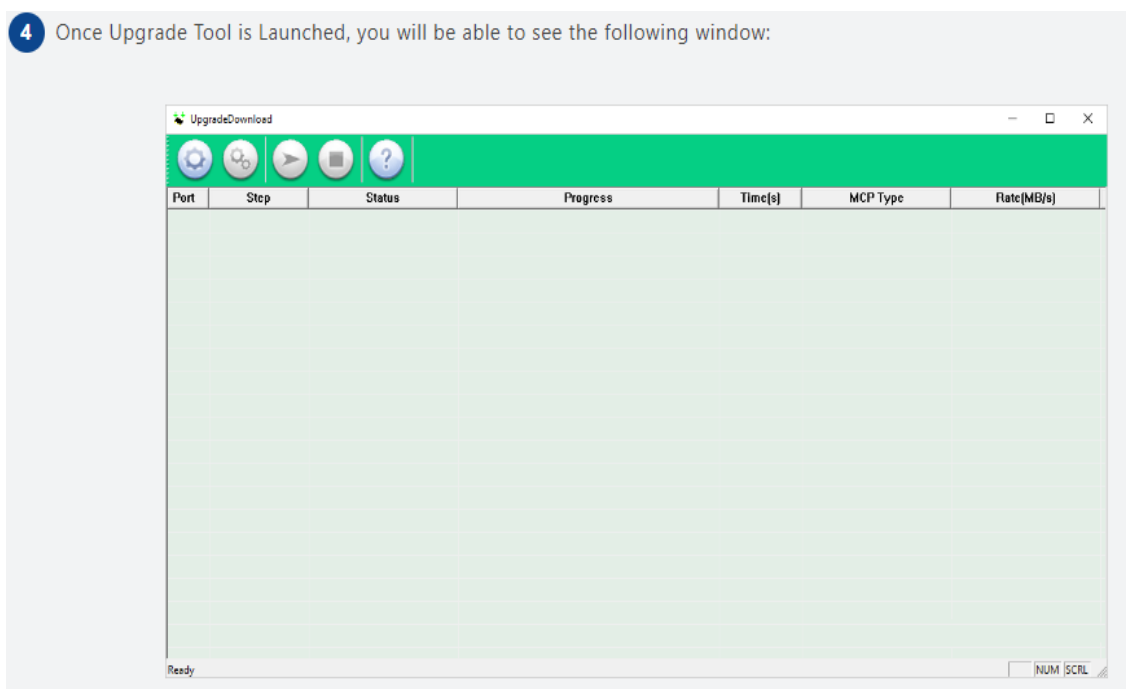 4 Once Upgrade Tool is Launched, you will be able to see the following window:
UpgradeDownload
?
Port Step Status Progress Time(s) MCP Type Rate(MB/s)
Ready NUM SCRL